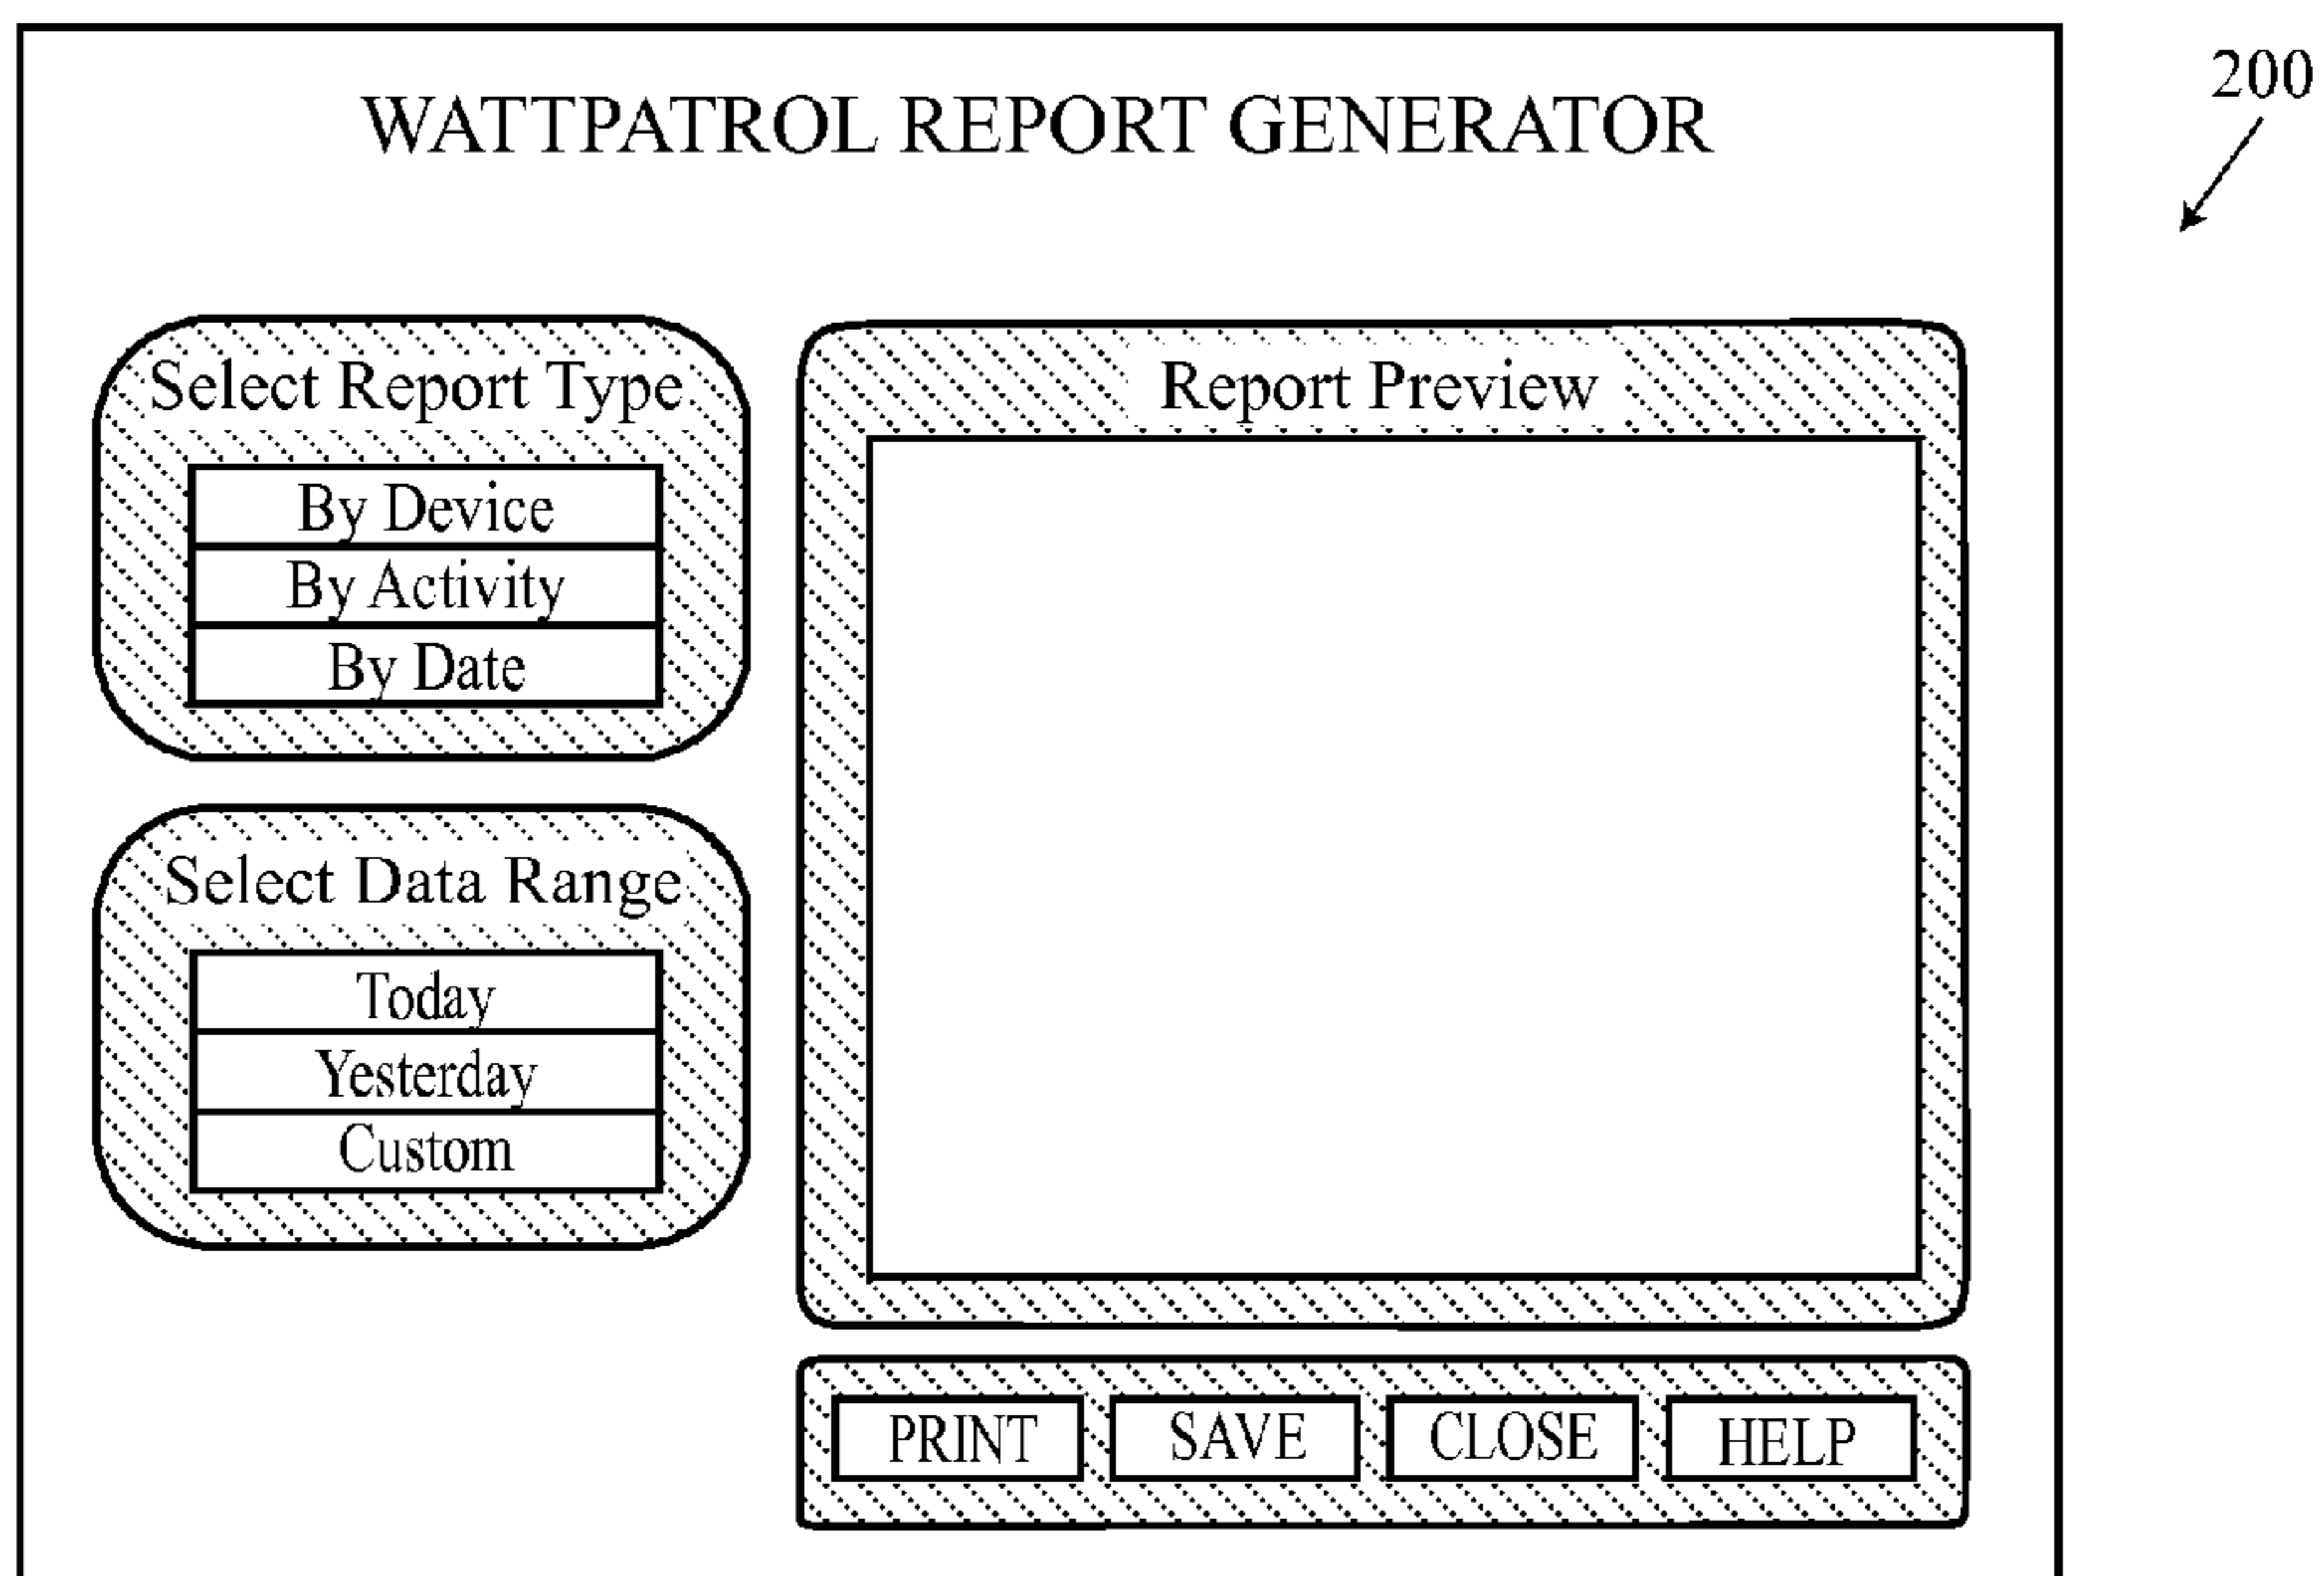 200
WATTPATROL REPORT GENERATOR
Select Report Type
By Device
By Activity
By Date
Select Data Range
Today
Yesterday
Custom
Report Preview
PRINT
SAVE
CLOSE
HELP